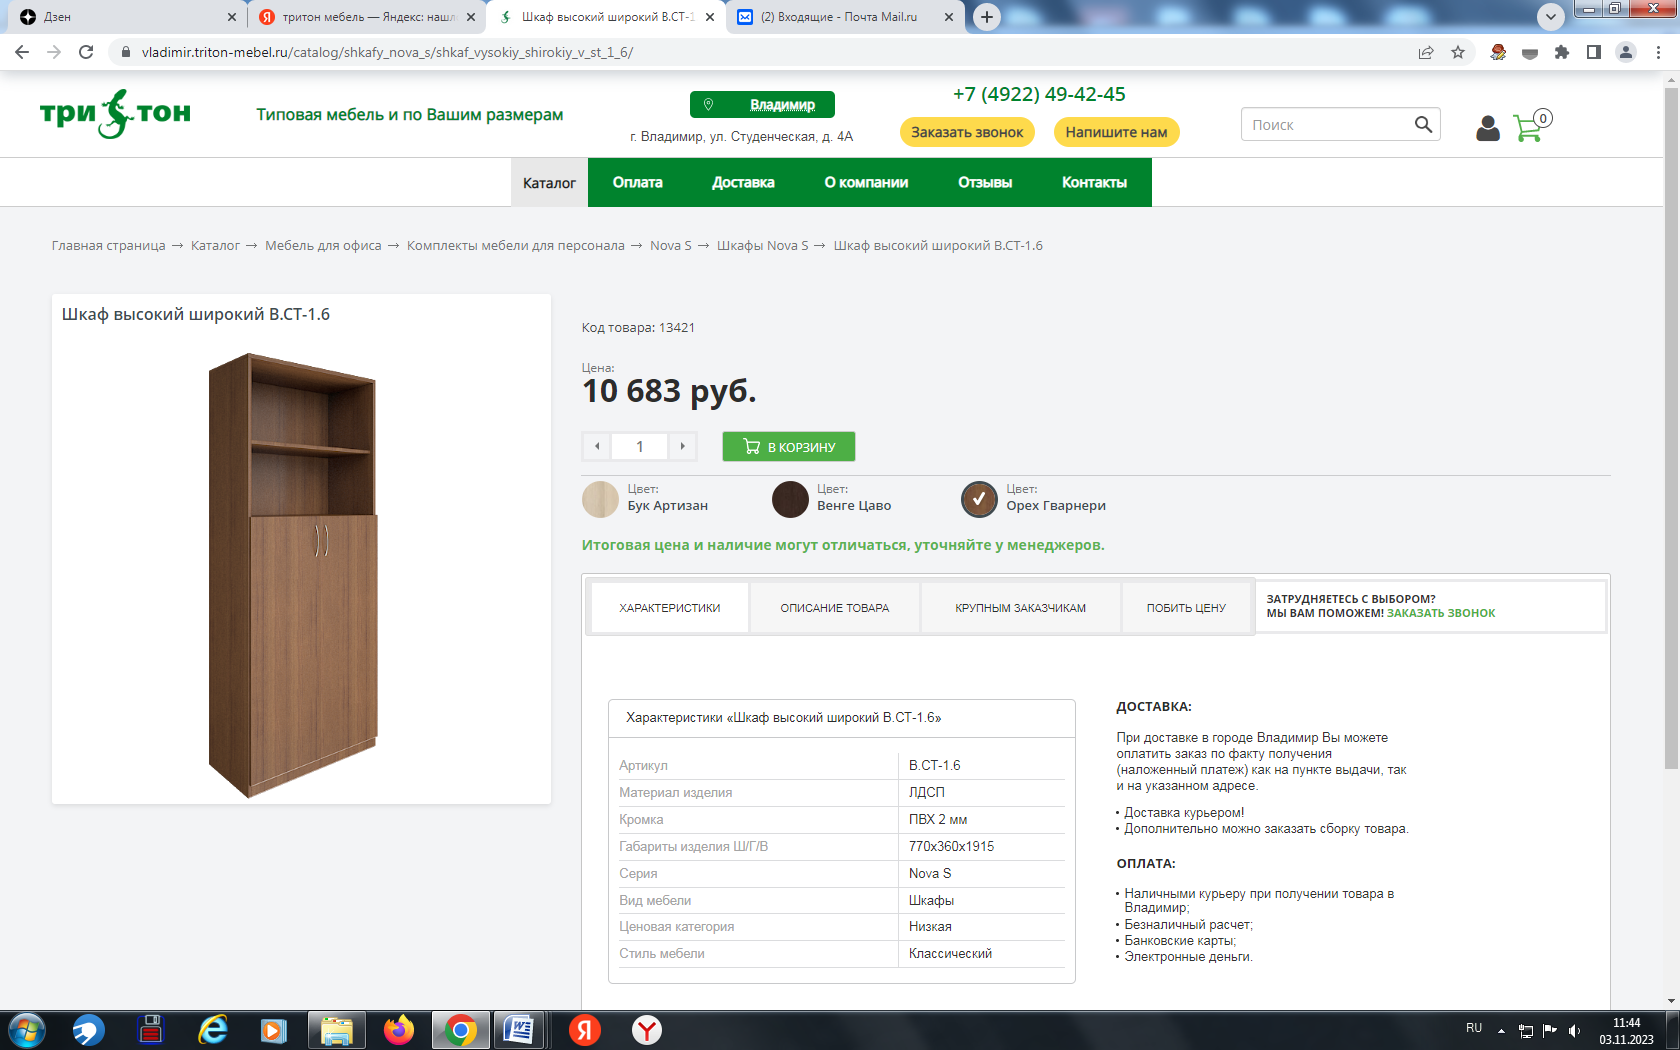 Дзен
тритон мебель — Яндекс: нашл
Шкаф высокий широкий В.СТ-1
(2) Входящие - Почта Mail.ru
vladimir.triton-mebel.ru/catalog/shkafy_nova_s/shkaf_vysokiy_shirokiy_v_st_1_6/
ТРИТОН
Типовая мебель и по Вашим размерам
Владимир
г. Владимир, ул. Студенческая, д. 4А
+7 (4922) 49-42-45
Заказать звонок
Напишите нам
Поиск
0
Каталог
Оплата
Доставка
О компании
Отзывы
Контакты
Главная страница → Каталог → Мебель для офиса → Комплекты мебели для персонала → Nova S → Шкафы Nova S → Шкаф высокий широкий В.СТ-1.6
Шкаф высокий широкий В.СТ-1.6
Код товара: 13421
Цена:
10 683 руб.
1
В КОРЗИНУ
Цвет:
Бук Артизан
Цвет:
Венге Цаво
Цвет:
Орех Гварнери
Итоговая цена и наличие могут отличаться, уточняйте у менеджеров.
ХАРАКТЕРИСТИКИ
ОПИСАНИЕ ТОВАРА
КРУПНЫМ ЗАКАЗЧИКАМ
ПОБИТЬ ЦЕНУ
ЗАТРУДНЯЕТЕСЬ С ВЫБОРОМ?
МЫ ВАМ ПОМОЖЕМ! ЗАКАЗАТЬ ЗВОНОК
Характеристики «Шкаф высокий широкий В.СТ-1.6»
Артикул В.СТ-1.6
Материал изделия ЛДСП
Кромка ПВХ 2 мм
Габариты изделия Ш/Г/В 770x360x1915
Серия Nova S
Вид мебели Шкафы
Ценовая категория Низкая
Стиль мебели Классический
ДОСТАВКА:
При доставке в городе Владимир Вы можете
оплатить заказ по факту получения
(наложенный платеж) как на пункте выдачи, так
и на указанном адресе.
• Доставка курьером!
• Дополнительно можно заказать сборку товара.
ОПЛАТА:
• Наличными курьеру при получении товара в
Владимир;
• Безналичный расчет;
• Банковские карты;
• Электронные деньги.
RU
11:44
03.11.2023